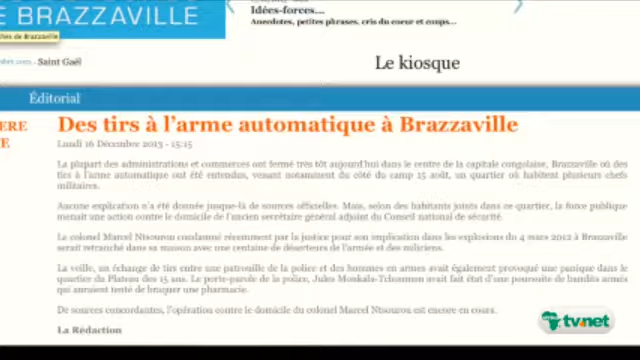 E BRAZZAVILLE
Idées-forces...
Anecdotes, petites phrases, cris du coeur et coups...
Saint Gaël
Le kiosque
Éditorial
ERE
E
Des tirs à l'arme automatique à Brazzaville
Lundi 16 Décembre 2013 - 15:15
La plupart des administrations et commerces ont fermé très tôt aujourd'hui dans le centre de la capitale congolaise, Brazzaville où des
tirs à l'arme automatique ont été entendus, venant notamment du côté du camp 15 août, un quartier où habitent plusieurs chefs
militaires.
Aucune explication n'a été donnée jusque-là de sources officielles. Mais, selon des habitants joints dans ce quartier, la force publique
menait une action contre le domicile de l'ancien secrétaire général adjoint du Conseil national de sécurité.
Le colonel Marcel Ntsourou condamné récemment par la justice pour son implication dans les explosions du 4 mars 2012 à Brazzaville
serait retranché dans sa maison avec une centaine de déserteurs de l'armée et des miliciens.
La veille, un échange de tirs entre une patrouille de la police et des hommes en armes avait également provoqué une panique dans le
quartier du Plateau des 15 ans. Le porte-parole de la police, Jules Monkala-Tchoumou avait fait état d'une poursuite de bandits armés
qui auraient tenté de braquer une pharmacie.
De sources concordantes, l'opération contre le domicile du colonel Marcel Ntsourou est encore en cours.
La Rédaction
tv.net